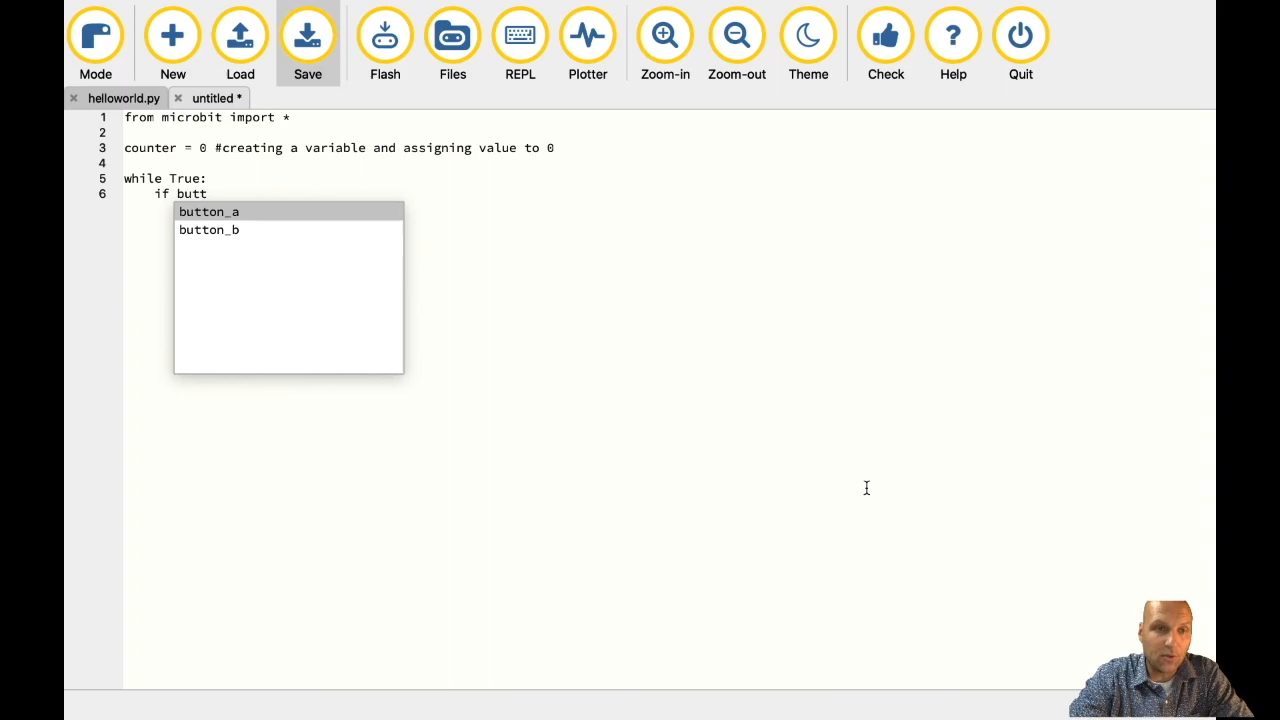 Mode New Load Save Flash Files REPL Plotter Zoom-in Zoom-out Theme Check Help Quit
helloworld.py untitled *
1 from microbit import *
2
3 counter = 0 #creating a variable and assigning value to 0
4
5 while True:
6 if butt
button_a
button_b